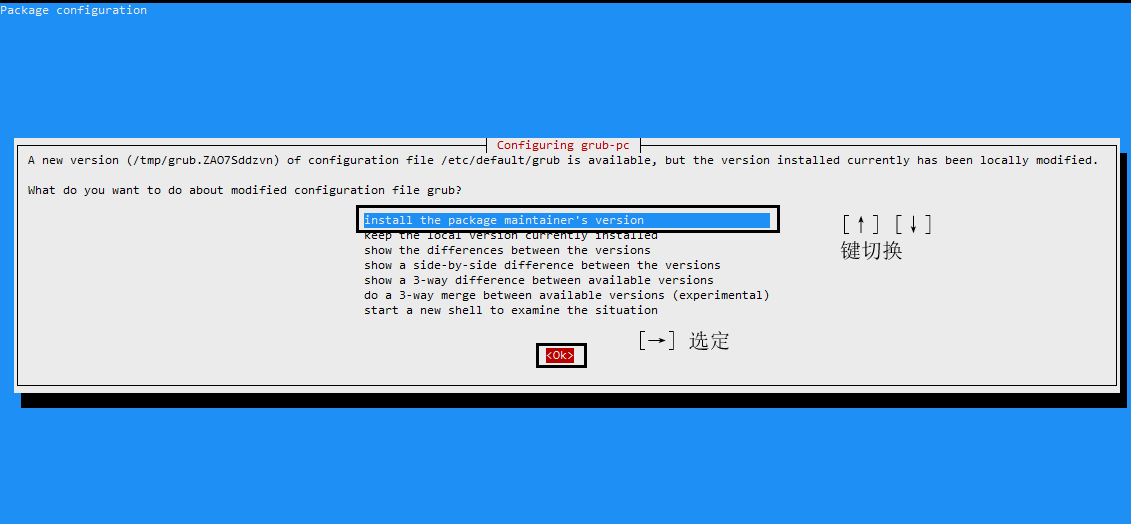 Package configuration
Configuring grub-pc
A new version (/tmp/grub.ZAO7Sddzvn) of configuration file /etc/default/grub is available, but the version installed currently has been locally modified.
What do you want to do about modified configuration file grub?
install the package maintainer's version
keep the local version currently installed
show the differences between the versions
show a side-by-side difference between the versions
show a 3-way difference between available versions
do a 3-way merge between available versions (experimental)
start a new shell to examine the situation
[↑] [↓]
键切换
[→] 选定
<Ok>